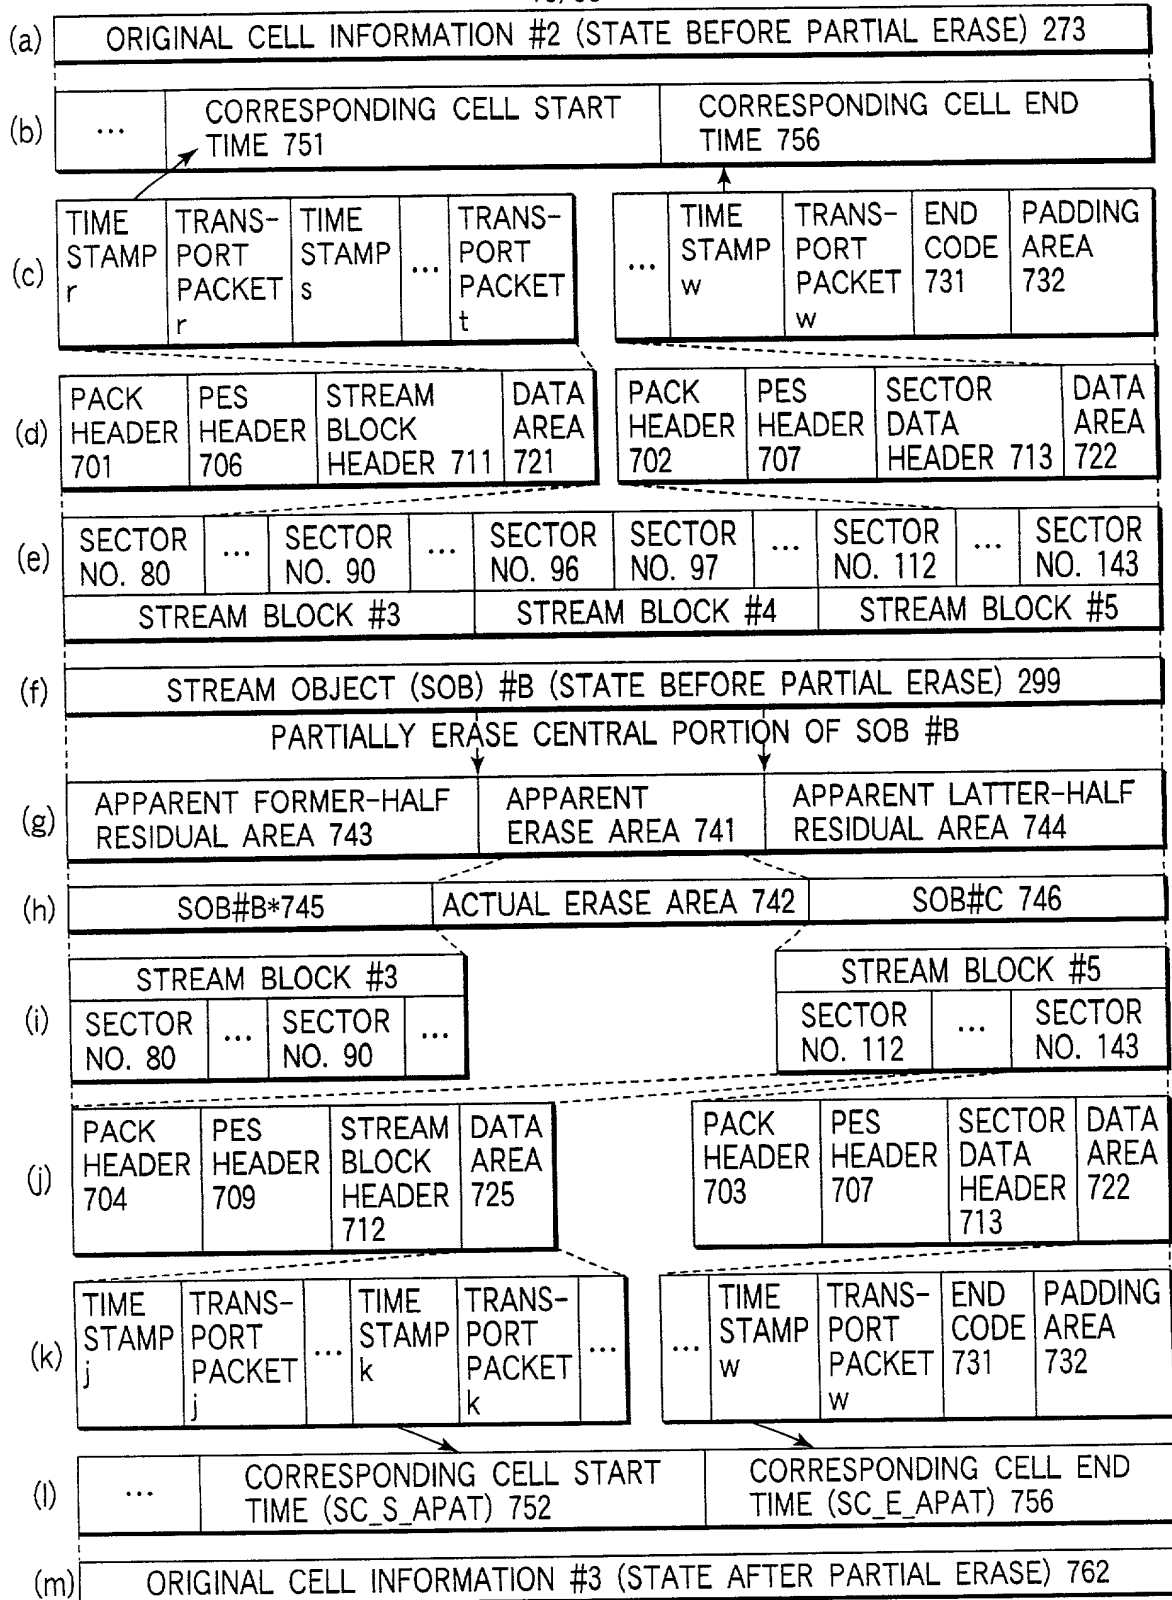 (a) ORIGINAL CELL INFORMATION #2 (STATE BEFORE PARTIAL ERASE) 273
(b) ... CORRESPONDING CELL START TIME 751 CORRESPONDING CELL END TIME 756
(c) TIME STAMP r TRANS-PORT PACKET r TIME STAMP s ... TRANS-PORT PACKET t ... TIME STAMP w TRANS-PORT PACKET w END CODE 731 PADDING AREA 732
(d) PACK HEADER 701 PES HEADER 706 STREAM BLOCK HEADER 711 DATA AREA 721 PACK HEADER 702 PES HEADER 707 SECTOR DATA HEADER 713 DATA AREA 722
(e) SECTOR NO. 80 ... SECTOR NO. 90 ... SECTOR NO. 96 SECTOR NO. 97 ... SECTOR NO. 112 ... SECTOR NO. 143
STREAM BLOCK #3 STREAM BLOCK #4 STREAM BLOCK #5
(f) STREAM OBJECT (SOB) #B (STATE BEFORE PARTIAL ERASE) 299
PARTIALLY ERASE CENTRAL PORTION OF SOB #B
(g) APPARENT FORMER-HALF RESIDUAL AREA 743 APPARENT ERASE AREA 741 APPARENT LATTER-HALF RESIDUAL AREA 744
(h) SOB#B*745 ACTUAL ERASE AREA 742 SOB#C 746
STREAM BLOCK #3 STREAM BLOCK #5
(i) SECTOR NO. 80 ... SECTOR NO. 90 ... SECTOR NO. 112 ... SECTOR NO. 143
(j) PACK HEADER 704 PES HEADER 709 STREAM BLOCK HEADER 712 DATA AREA 725 PACK HEADER 703 PES HEADER 707 SECTOR DATA HEADER 713 DATA AREA 722
(k) TIME STAMP j TRANS-PORT PACKET j ... TIME STAMP k TRANS-PORT PACKET k ... ... TIME STAMP w TRANS-PORT PACKET w END CODE 731 PADDING AREA 732
(l) ... CORRESPONDING CELL START TIME (SC_S_APAT) 752 CORRESPONDING CELL END TIME (SC_E_APAT) 756
(m) ORIGINAL CELL INFORMATION #3 (STATE AFTER PARTIAL ERASE) 762